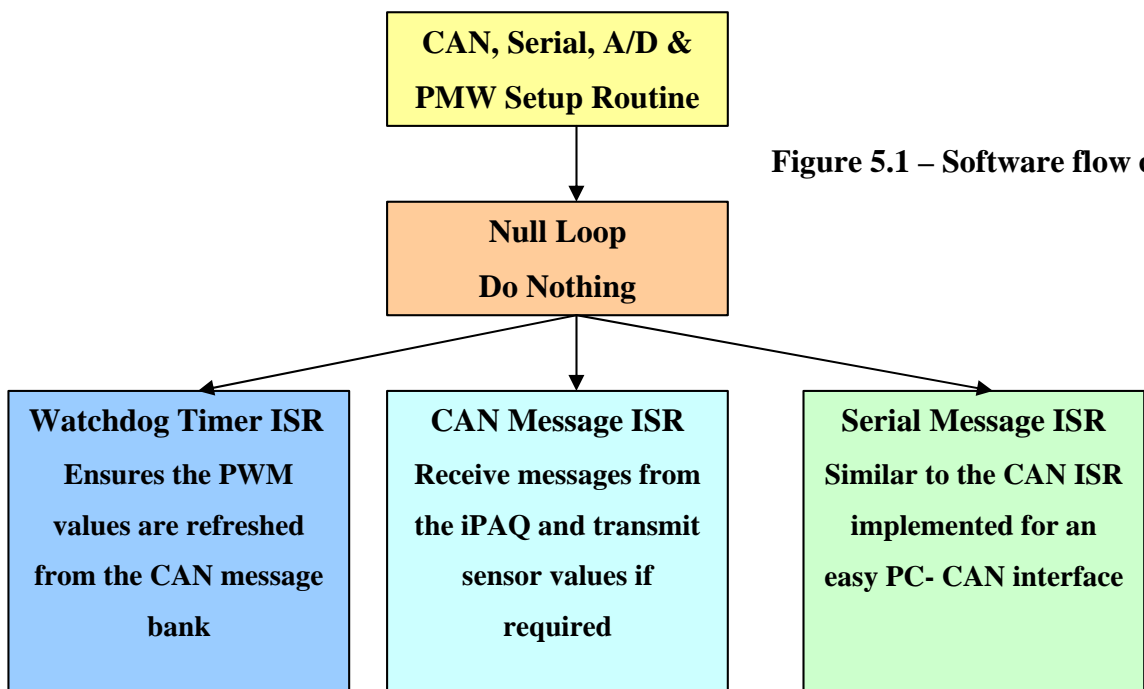 CAN, Serial, A/D &
PMW Setup Routine
Figure 5.1 – Software flow
Null Loop
Do Nothing
Watchdog Timer ISR
Ensures the PWM
values are refreshed
from the CAN message
bank
CAN Message ISR
Receive messages from
the iPAQ and transmit
sensor values if
required
Serial Message ISR
Similar to the CAN ISR
implemented for an
easy PC- CAN interface